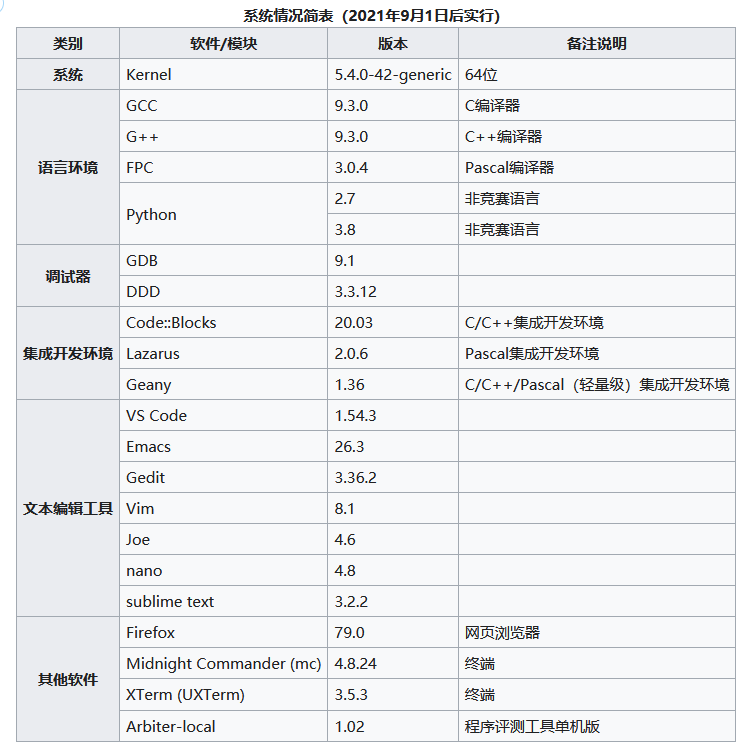 系统情况简表（2021年9月1日后实行）
类别 软件/模块 版本 备注说明
系统 Kernel 5.4.0-42-generic 64位
语言环境 GCC 9.3.0 C编译器
G++ 9.3.0 C++编译器
FPC 3.0.4 Pascal编译器
Python 2.7 非竞赛语言
3.8 非竞赛语言
调试器 GDB 9.1
DDD 3.3.12
集成开发环境 Code::Blocks 20.03 C/C++集成开发环境
Lazarus 2.0.6 Pascal集成开发环境
Geany 1.36 C/C++/Pascal（轻量级）集成开发环境
文本编辑工具 VS Code 1.54.3
Emacs 26.3
Gedit 3.36.2
Vim 8.1
Joe 4.6
nano 4.8
sublime text 3.2.2
其他软件 Firefox 79.0 网页浏览器
Midnight Commander (mc) 4.8.24 终端
XTerm (UXTerm) 3.5.3 终端
Arbiter-local 1.02 程序评测工具单机版